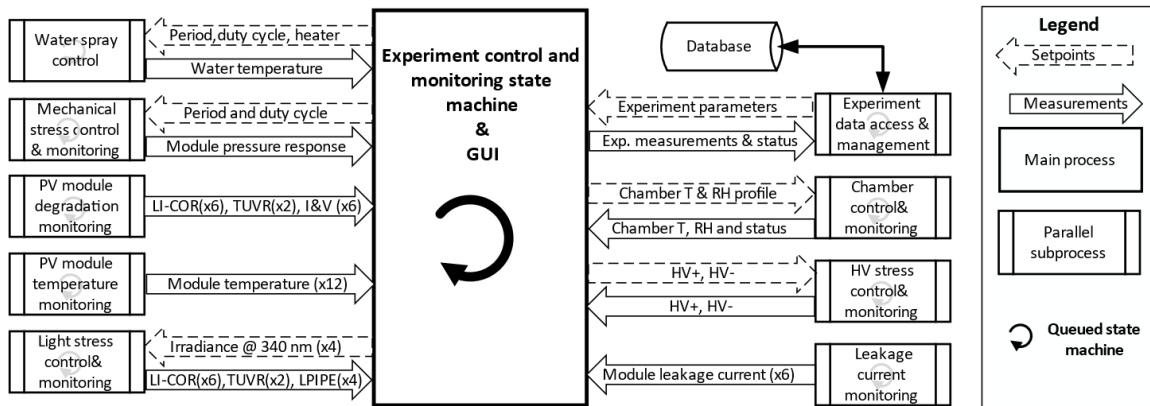 Water spray
control
Period,duty cycle, heater
Water temperature
Mechanical
stress control
& monitoring
Period and duty cycle
Module pressure response
PV module
degradation
monitoring
LI-COR(x6), TUVR(x2), I&V (x6)
PV module
temperature
monitoring
Module temperature (x12)
Light stress
control&
monitoring
Irradiance @ 340 nm (x4)
LI-COR(x6),TUVR(x2), LPIPE(x4)
Experiment control and
monitoring state
machine
&
GUI
Database
Experiment parameters
Exp. measurements & status
Experiment
data access &
management
Chamber T & RH profile
Chamber T, RH and status
Chamber
control&
monitoring
HV+, HV-
HV+, HV-
HV stress
control&
monitoring
Module leakage current (x6)
Leakage
current
monitoring
Legend
Setpoints
Measurements
Main process
Parallel
subprocess
Queued state
machine